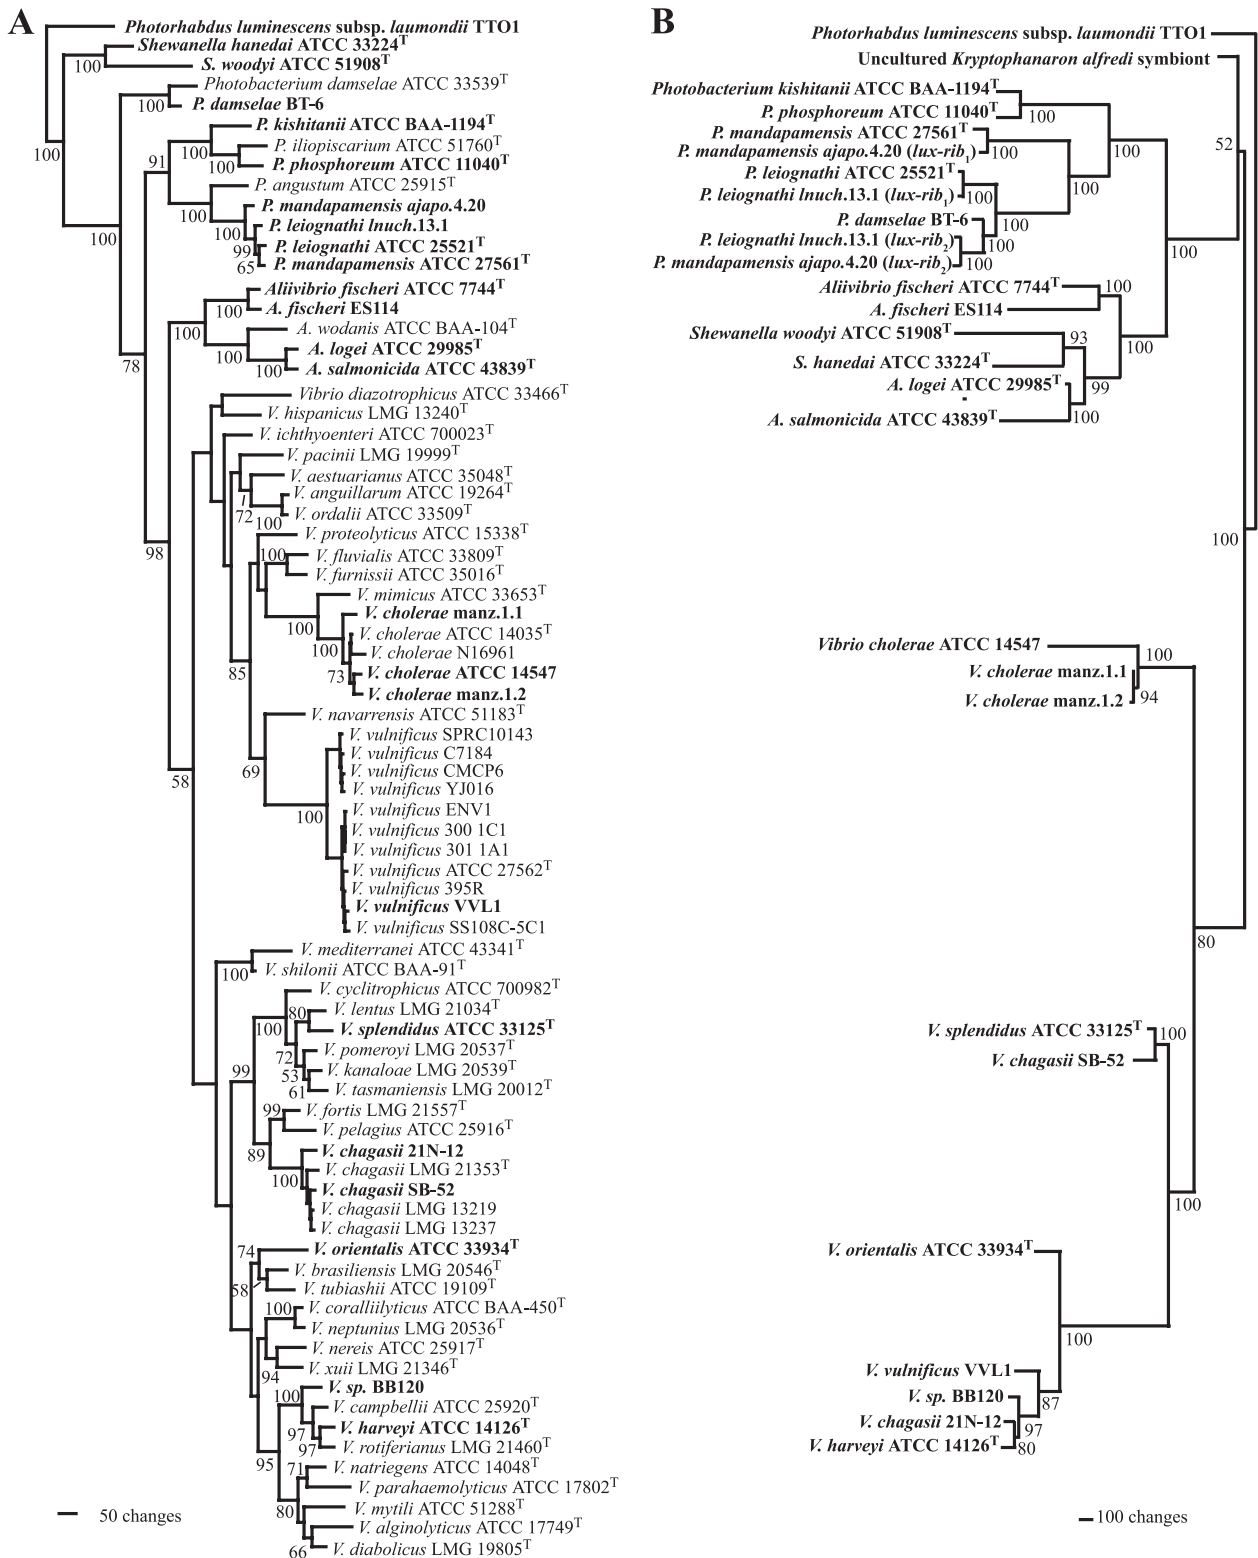 A
Photorhabdus luminescens subsp. laumondii TTO1
Shewanella hanedai ATCC 33224T
100
S. woodyi ATCC 51908T
Photobacterium damselae ATCC 33539T
100
P. damselae BT-6
P. kishitanii ATCC BAA-1194T
100
91
100
P. iliopiscarium ATCC 51760T
100
P. phosphoreum ATCC 11040T
P. angustum ATCC 25915T
100
P. mandapamensis ajapo.4.20
100
P. leiognathi lnuch.13.1
100
99
P. leiognathi ATCC 25521T
65
P. mandapamensis ATCC 27561T
Aliivibrio fischeri ATCC 7744T
100
A. fischeri ES114
100
A. wodanis ATCC BAA-104T
100
A. logei ATCC 29985T
78
100
A. salmonicida ATCC 43839T
Vibrio diazotrophicus ATCC 33466T
V. hispanicus LMG 13240T
V. ichthyoenteri ATCC 700023T
V. pacinii LMG 19999T
V. aestuarianus ATCC 35048T
V. anguillarum ATCC 19264T
72
100
V. ordalii ATCC 33509T
V. proteolyticus ATCC 15338T
98
100
V. fluvialis ATCC 33809T
V. furnissii ATCC 35016T
V. mimicus ATCC 33653T
V. cholerae manz.1.1
100
V. cholerae ATCC 14035T
100
V. cholerae N16961
85
73
V. cholerae ATCC 14547
V. cholerae manz.1.2
V. navarrensis ATCC 51183T
V. vulnificus SPRC10143
V. vulnificus C7184
69
V. vulnificus CMCP6
58
V. vulnificus YJ016
100
V. vulnificus ENV1
V. vulnificus 300 1C1
V. vulnificus 301 1A1
V. vulnificus ATCC 27562T
V. vulnificus 395R
V. vulnificus VVL1
V. vulnificus SS108C-5C1
V. mediterranei ATCC 43341T
100
V. shilonii ATCC BAA-91T
V. cyclitrophicus ATCC 700982T
80
V. lentus LMG 21034T
100
V. splendidus ATCC 33125T
72
V. pomeroyi LMG 20537T
99
53
V. kanaloae LMG 20539T
61
V. tasmaniensis LMG 20012T
99
V. fortis LMG 21557T
V. pelagius ATCC 25916T
89
V. chagasii 21N-12
100
V. chagasii LMG 21353T
V. chagasii SB-52
V. chagasii LMG 13219
V. chagasii LMG 13237
74
V. orientalis ATCC 33934T
V. brasiliensis LMG 20546T
58
V. tubiashii ATCC 19109T
100
V. coralliilyticus ATCC BAA-450T
V. neptunius LMG 20536T
V. nereis ATCC 25917T
94
V. xuii LMG 21346T
100
V. sp. BB120
V. campbellii ATCC 25920T
97
V. harveyi ATCC 14126T
97
V. rotiferianus LMG 21460T
95
71
V. natriegens ATCC 14048T
V. parahaemolyticus ATCC 17802T
80
V. mytili ATCC 51288T
V. alginolyticus ATCC 17749T
66
V. diabolicus LMG 19805T
50 changes
B
Photorhabdus luminescens subsp. laumondii TTO1
Uncultured Kryptophanaron alfredi symbiont
Photobacterium kishitanii ATCC BAA-1194T
P. phosphoreum ATCC 11040T
100
P. mandapamensis ATCC 27561T
100
52
P. mandapamensis ajapo.4.20 (lux-rib1)
100
P. leiognathi ATCC 25521T
100
P. leiognathi lnuch.13.1 (lux-rib1)
100
P. damselae BT-6
100
P. leiognathi lnuch.13.1 (lux-rib2)
100
100
P. mandapamensis ajapo.4.20 (lux-rib2)
100
Aliivibrio fischeri ATCC 7744T
100
A. fischeri ES114
Shewanella woodyi ATCC 51908T
93
100
S. hanedai ATCC 33224T
A. logei ATCC 29985T
99
A. salmonicida ATCC 43839T
100
100
Vibrio cholerae ATCC 14547
100
V. cholerae manz.1.1
V. cholerae manz.1.2
94
80
V. splendidus ATCC 33125T
100
V. chagasii SB-52
100
V. orientalis ATCC 33934T
100
V. vulnificus VVL1
V. sp. BB120
87
V. chagasii 21N-12
97
V. harveyi ATCC 14126T
80
100 changes